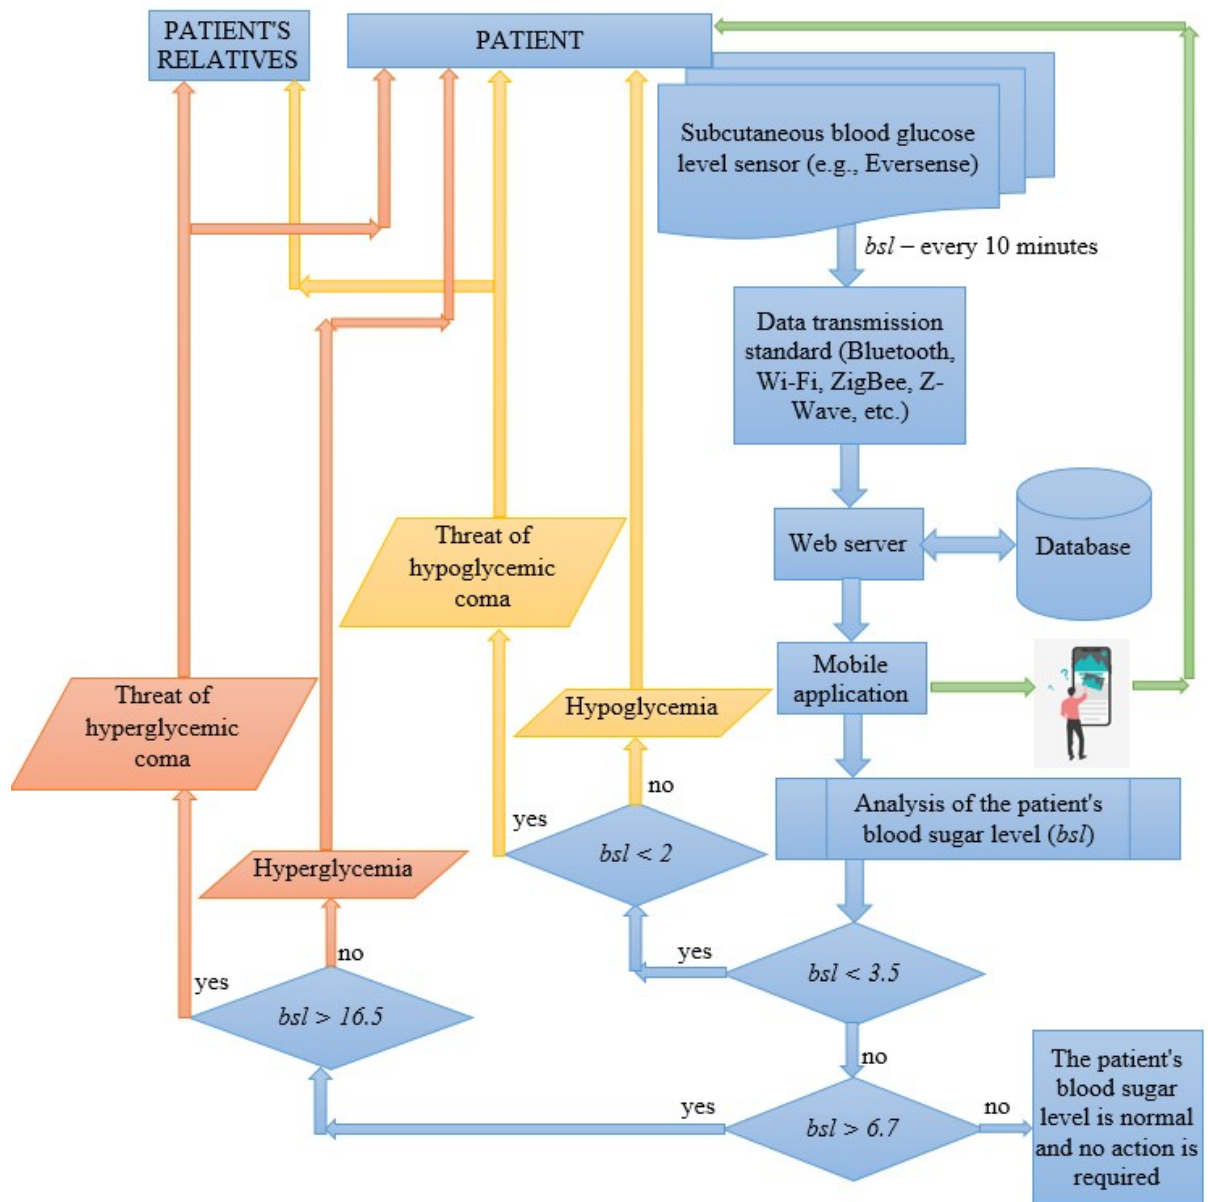 PATIENT'S
RELATIVES
PATIENT
Subcutaneous blood glucose
level sensor (e.g., Eversense)
bsl – every 10 minutes
Data transmission
standard (Bluetooth,
Wi-Fi, ZigBee, Z-
Wave, etc.)
Web server
Database
Mobile
application
Threat of
hypoglycemic
coma
Hypoglycemia
Threat of
hyperglycemic
coma
Hyperglycemia
Analysis of the patient's
blood sugar level (bsl)
bsl < 2
yes
no
bsl < 3.5
yes
no
bsl > 16.5
yes
no
bsl > 6.7
yes
no
The patient's
blood sugar
level is normal
and no action is
required